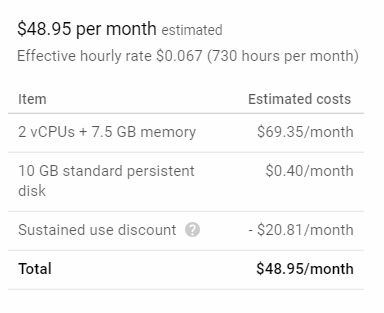 $48.95 per month estimated
Effective hourly rate $0.067 (730 hours per month)
Item Estimated costs
2 vCPUs + 7.5 GB memory $69.35/month
10 GB standard persistent $0.40/month
disk
Sustained use discount ? - $20.81/month
Total $48.95/month